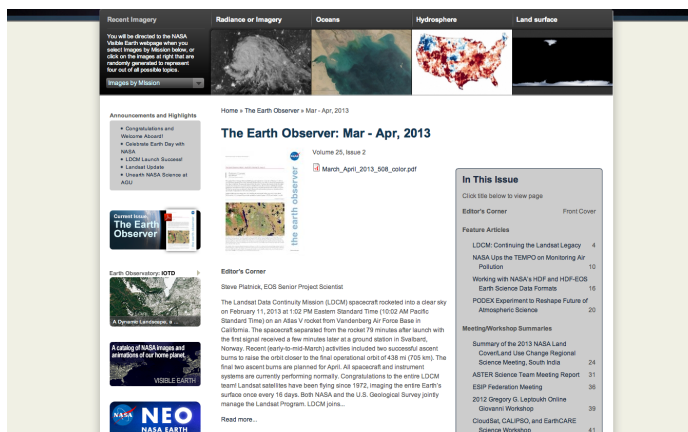 Recent Imagery
You will be directed to the NASA
Visible Earth webpage when you
select Images by Mission below, or
click on the images at right that are
randomly generated to represent
four out of all possible topics.
Images by Mission
Radiance or Imagery
Oceans
Hydrosphere
Land surface
Announcements and Highlights
Congratulations and
Welcome Aboard!
Celebrate Earth Day with
NASA
LDCM Launch Success!
Landsat Update
Unearth NASA Science at
AGU
Current Issue
The Earth
Observer
Earth Observatory: IOTD
A Dynamic Landscape, a ...
A catalog of NASA images and
animations of our home planet
VISIBLE EARTH
NASA
NEO
NASA EARTH
Home » The Earth Observer » Mar - Apr, 2013
The Earth Observer: Mar - Apr, 2013
the earth observer
Volume 25, Issue 2
March_April_2013_508_color.pdf
Editor's Corner
Steve Platnick, EOS Senior Project Scientist
The Landsat Data Continuity Mission (LDCM) spacecraft rocketed into a clear sky
on February 11, 2013 at 1:02 PM Eastern Standard Time (10:02 AM Pacific
Standard Time) on an Atlas V rocket from Vandenberg Air Force Base in
California. The spacecraft separated from the rocket 79 minutes after launch with
the first signal received a few minutes later at a ground station in Svalbard,
Norway. Recent (early-to-mid-March) activities included two successful ascent
burns to raise the orbit closer to the final operational orbit of 438 mi (705 km). The
final two ascent burns are planned for April. All spacecraft and instrument
systems are currently performing normally. Congratulations to the entire LDCM
team! Landsat satellites have been flying since 1972, imaging the entire Earth's
surface once every 16 days. Both NASA and the U.S. Geological Survey jointly
manage the Landsat Program. LDCM joins...
Read more...
In This Issue
Click title below to view page
Editor's Corner Front Cover
Feature Articles
LDCM: Continuing the Landsat Legacy 4
NASA Ups the TEMPO on Monitoring Air
Pollution 10
Working with NASA's HDF and HDF-EOS
Earth Science Data Formats 16
PODEX Experiment to Reshape Future of
Atmospheric Science 20
Meeting/Workshop Summaries
Summary of the 2013 NASA Land
Cover/Land Use Change Regional
Science Meeting, South India 24
ASTER Science Team Meeting Report 31
ESIP Federation Meeting 36
2012 Gregory G. Leptoukh Online
Giovanni Workshop 39
CloudSat, CALIPSO, and EarthCARE
Science Workshop 41